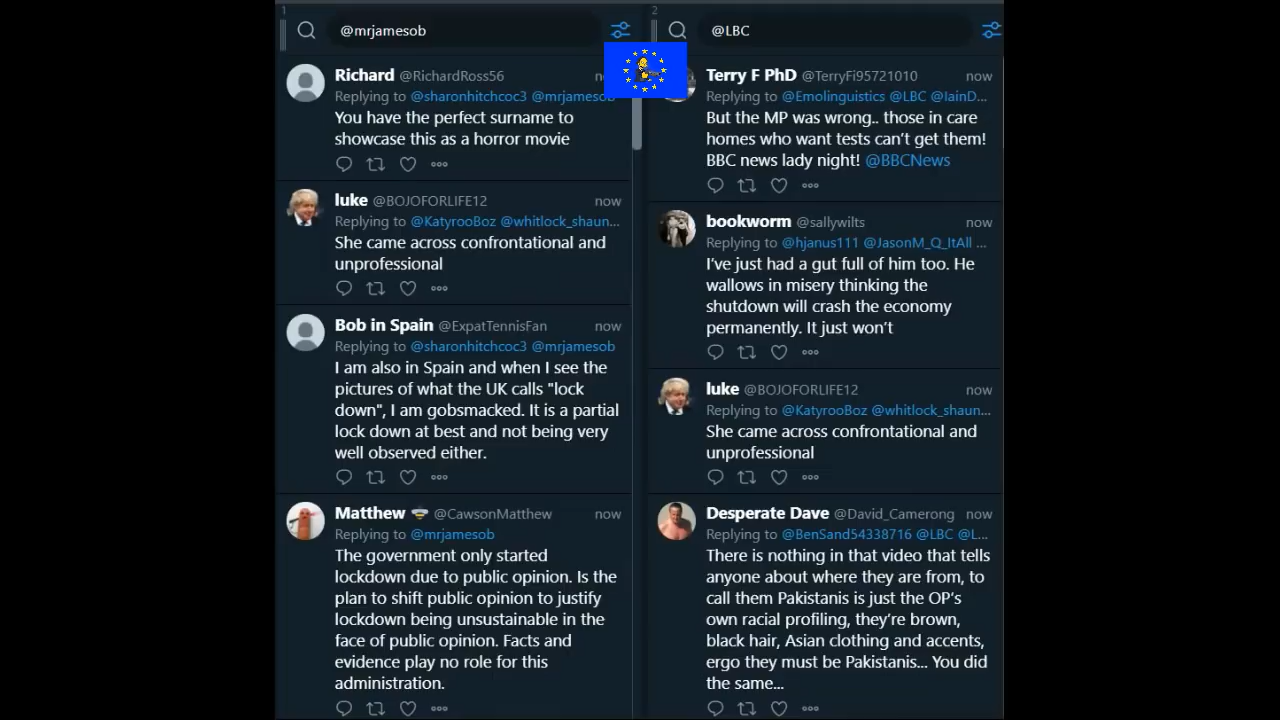 1
@mrjamesob
Richard @RichardRoss56
Replying to @sharonhitchcoc3 @mrjamesob
You have the perfect surname to
showcase this as a horror movie
luke @BOJOFORLIFE12 now
Replying to @KatyrooBoz @whitlock_shaun...
She came across confrontational and
unprofessional
Bob in Spain @ExpatTennisFan now
Replying to @sharonhitchcoc3 @mrjamesob
I am also in Spain and when I see the
pictures of what the UK calls "lock
down", I am gobsmacked. It is a partial
lock down at best and not being very
well observed either.
Matthew @CawsonMatthew now
Replying to @mrjamesob
The government only started
lockdown due to public opinion. Is the
plan to shift public opinion to justify
lockdown being unsustainable in the
face of public opinion. Facts and
evidence play no role for this
administration.
2
@LBC
Terry F PhD @TerryFi95721010 now
Replying to @Emolinguistics @LBC @IainD...
But the MP was wrong.. those in care
homes who want tests can’t get them!
BBC news lady night! @BBCNews
bookworm @sallywilts now
Replying to @hjanus111 @JasonM_Q_ItAll ...
I’ve just had a gut full of him too. He
wallows in misery thinking the
shutdown will crash the economy
permanently. It just won’t
luke @BOJOFORLIFE12 now
Replying to @KatyrooBoz @whitlock_shaun...
She came across confrontational and
unprofessional
Desperate Dave @David_Camerong now
Replying to @BenSand54338716 @LBC @L...
There is nothing in that video that tells
anyone about where they are from, to
call them Pakistanis is just the OP’s
own racial profiling, they’re brown,
black hair, Asian clothing and accents,
ergo they must be Pakistanis... You did
the same...